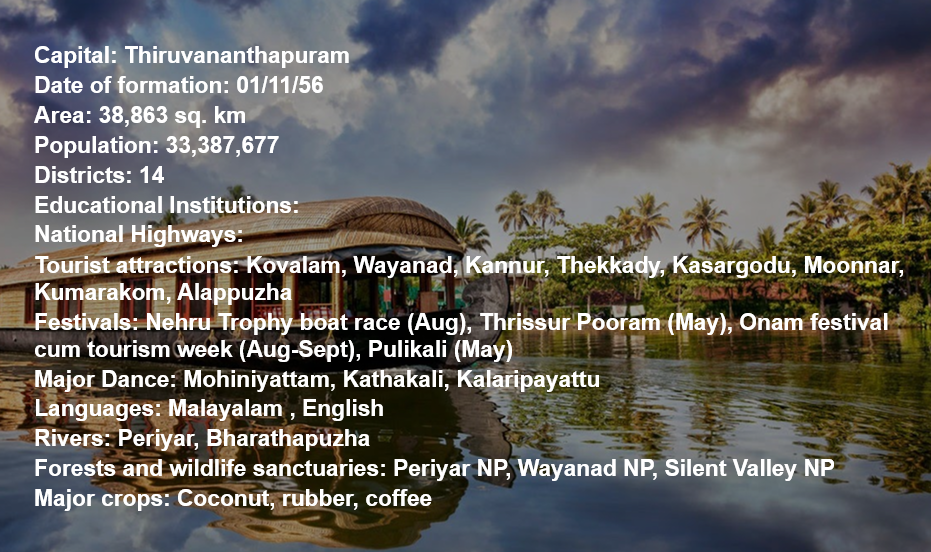 Capital: Thiruvananthapuram
Date of formation: 01/11/56
Area: 38,863 sq. km
Population: 33,387,677
Districts: 14
Educational Institutions:
National Highways:
Tourist attractions: Kovalam, Wayanad, Kannur, Thekkady, Kasargodu, Moonnar,
Kumarakom, Alappuzha
Festivals: Nehru Trophy boat race (Aug), Thrissur Pooram (May), Onam festival
cum tourism week (Aug-Sept), Pulikali (May)
Major Dance: Mohiniyattam, Kathakali, Kalaripayattu
Languages: Malayalam , English
Rivers: Periyar, Bharathapuzha
Forests and wildlife sanctuaries: Periyar NP, Wayanad NP, Silent Valley NP
Major crops: Coconut, rubber, coffee